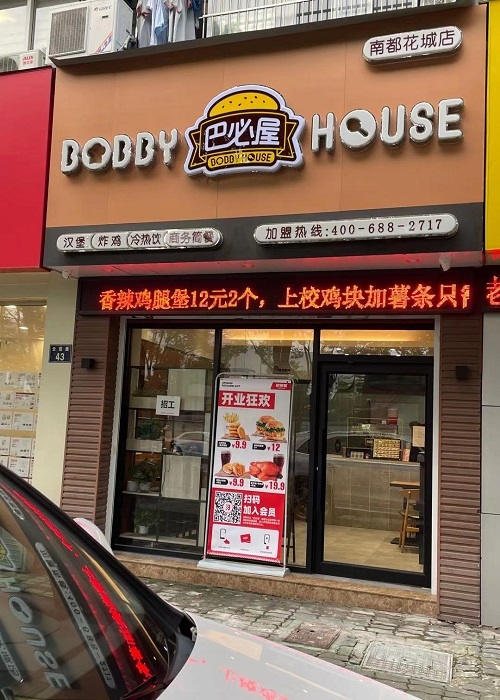 南都花城店
BOBBY
巴必屋
BOBBY HOUSE
HOUSE
汉堡 炸鸡 冷热饮 商务简餐
加盟热线:400-688-2717
香辣鸡腿堡12元2个，上校鸡块加薯条只
43
招工
开业狂欢
¥9.9
¥12
¥9.9
¥19.9
扫码
加入会员